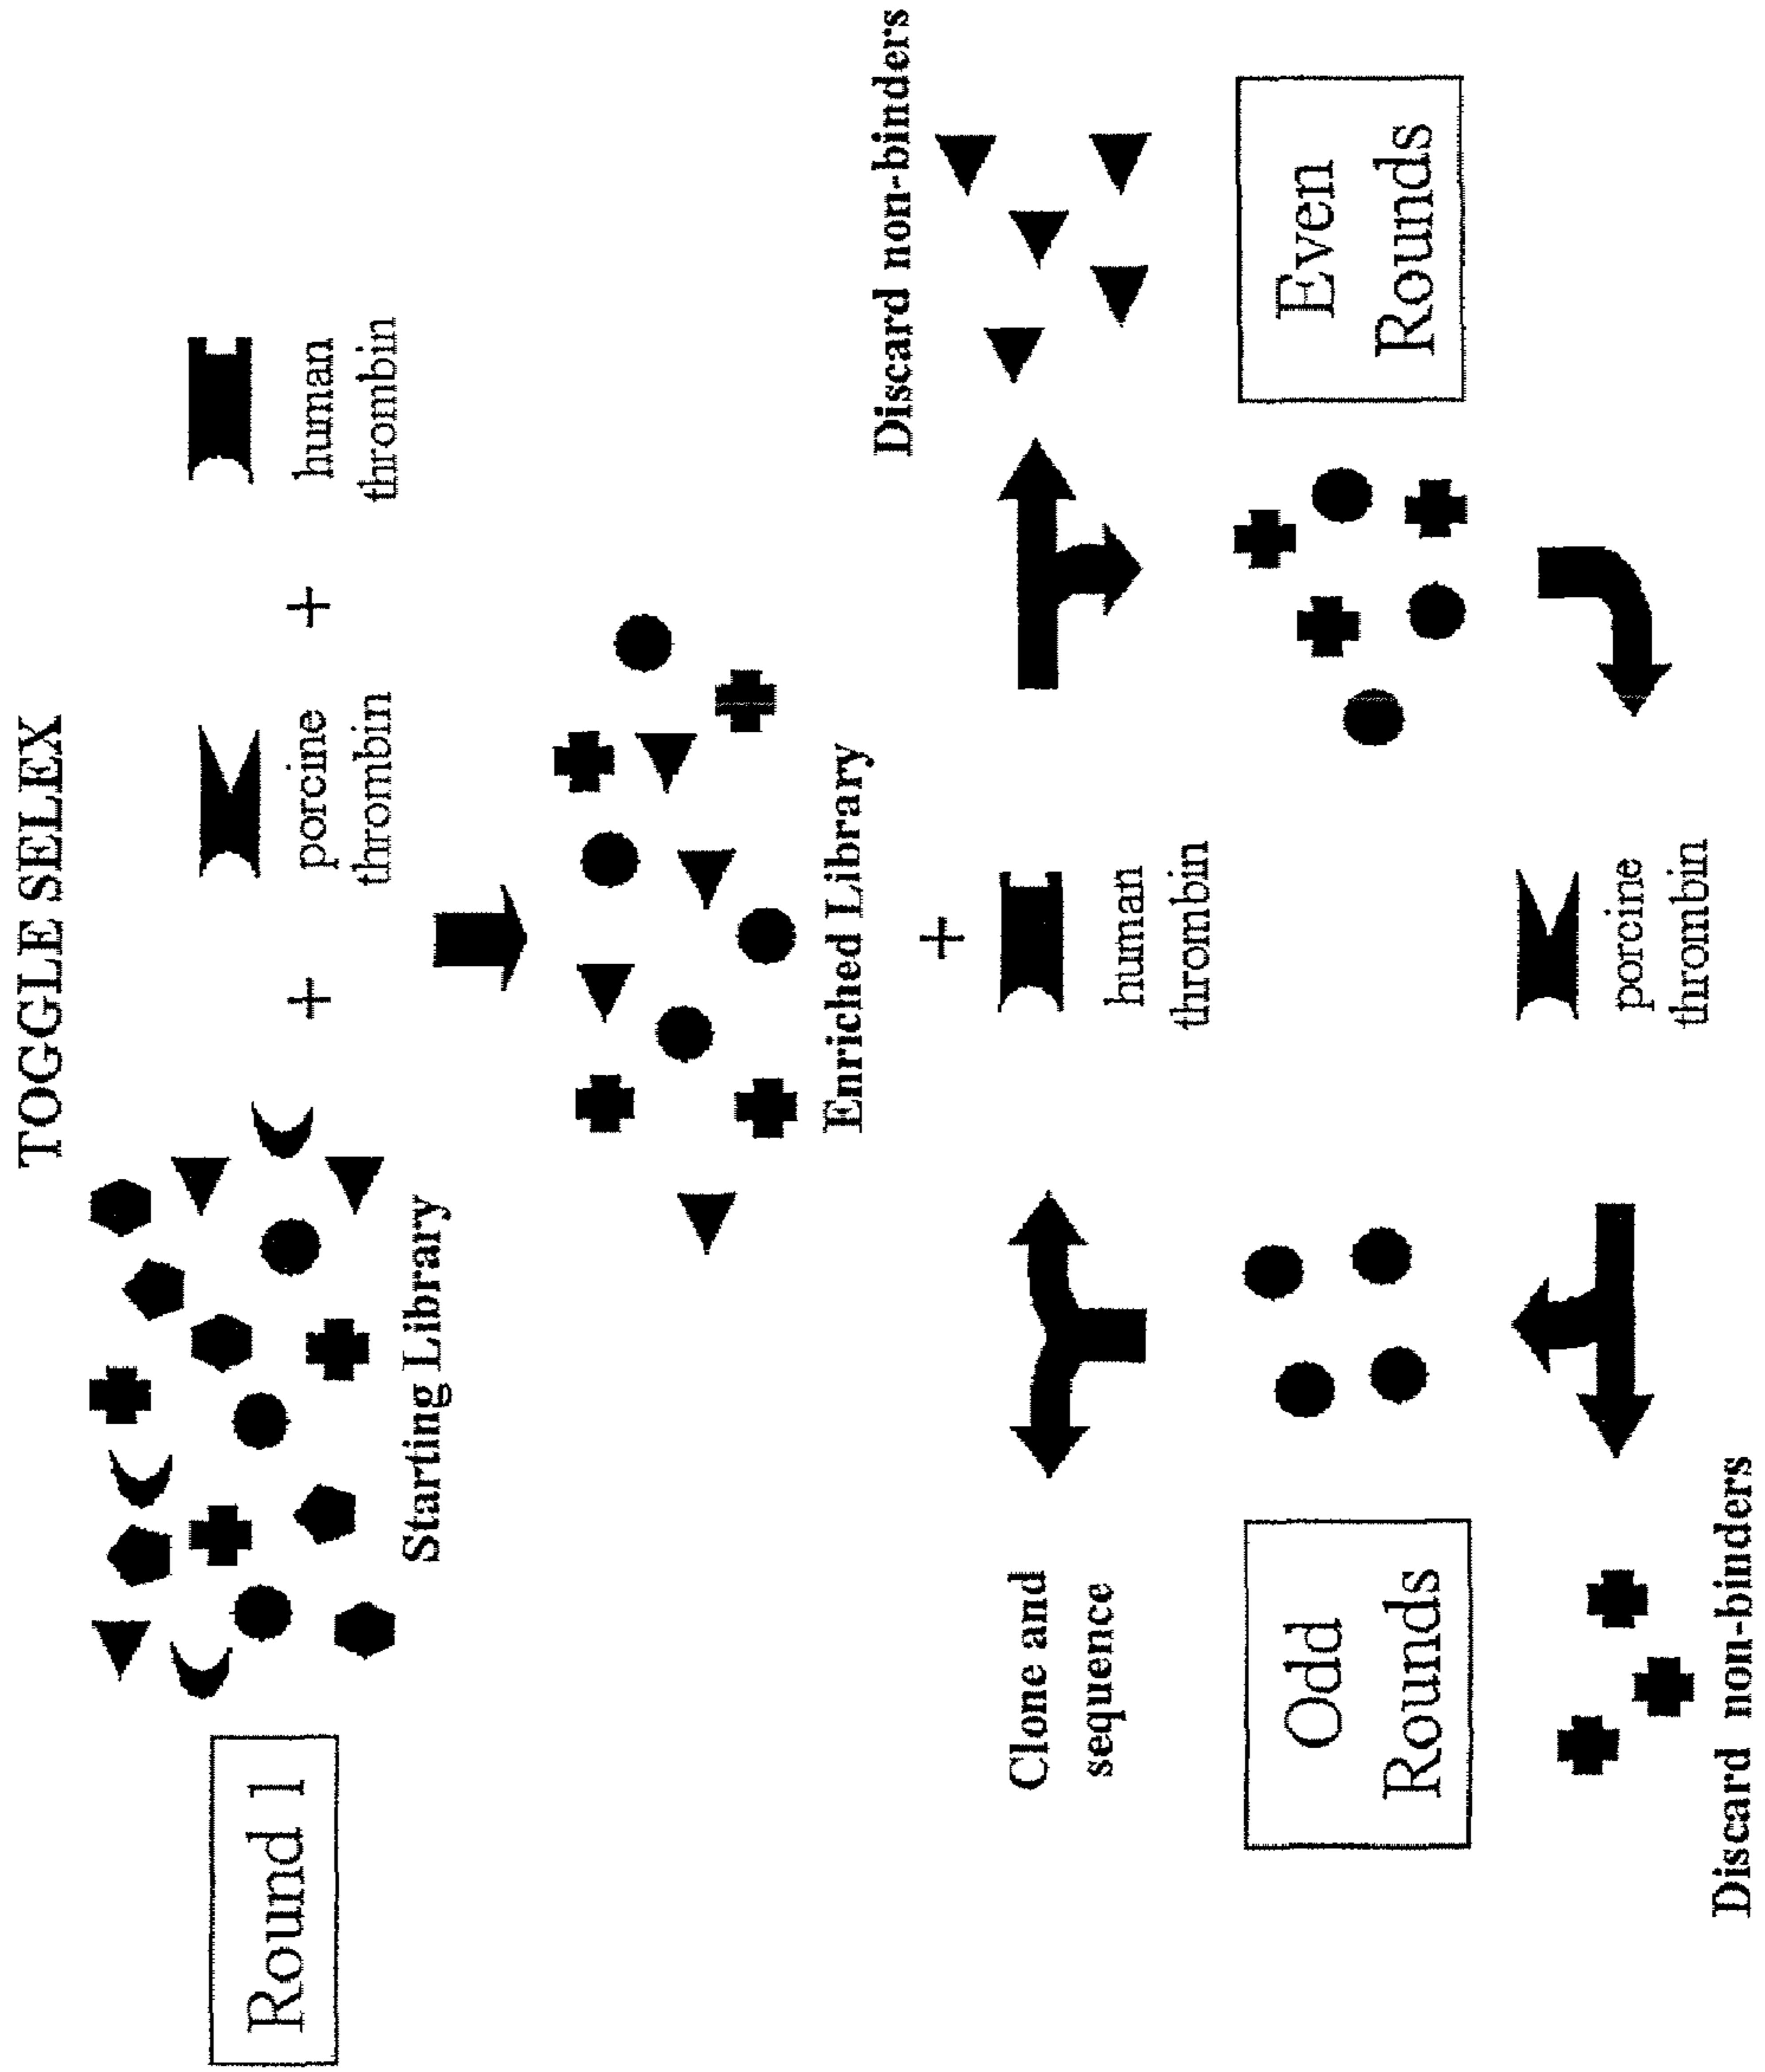 TOGGLE SELEX
Round 1
Starting Library
+
porcine
thrombin
+
human
thrombin
Enriched Library
+
human
thrombin
Discard non-binders
Even
Rounds
porcine
thrombin
Clone and
sequence
Odd
Rounds
Discard non-binders